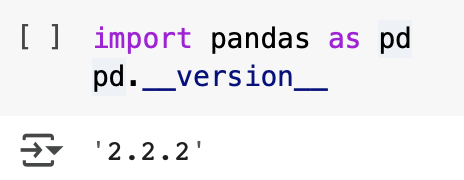 [ ] import pandas as pd
pd.__version__
'2.2.2'